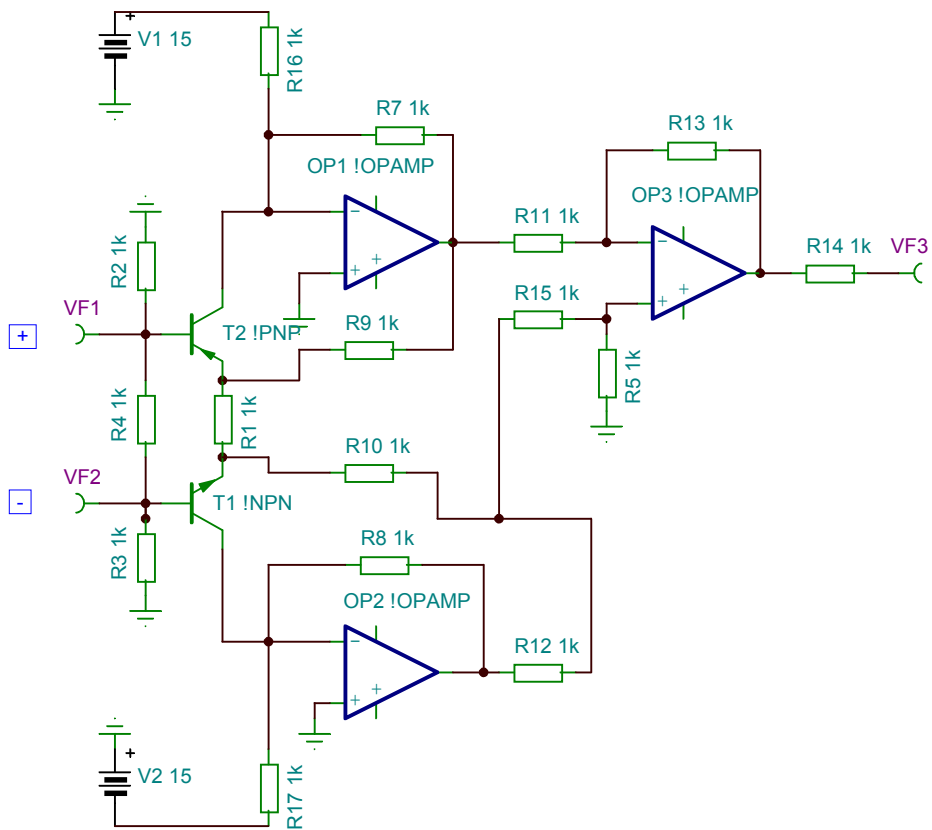 +
V1 15
R16 1k
R7 1k
OP1 !OPAMP
R13 1k
OP3 !OPAMP
-
+
+
R11 1k
-
+
+
R14 1k
VF3
R2 1k
VF1
+
T2 !PNP
R9 1k
R15 1k
R5 1k
R4 1k
R1 1k
R10 1k
VF2
-
T1 !NPN
R3 1k
R8 1k
OP2 !OPAMP
-
+
+
R12 1k
+
V2 15
R17 1k